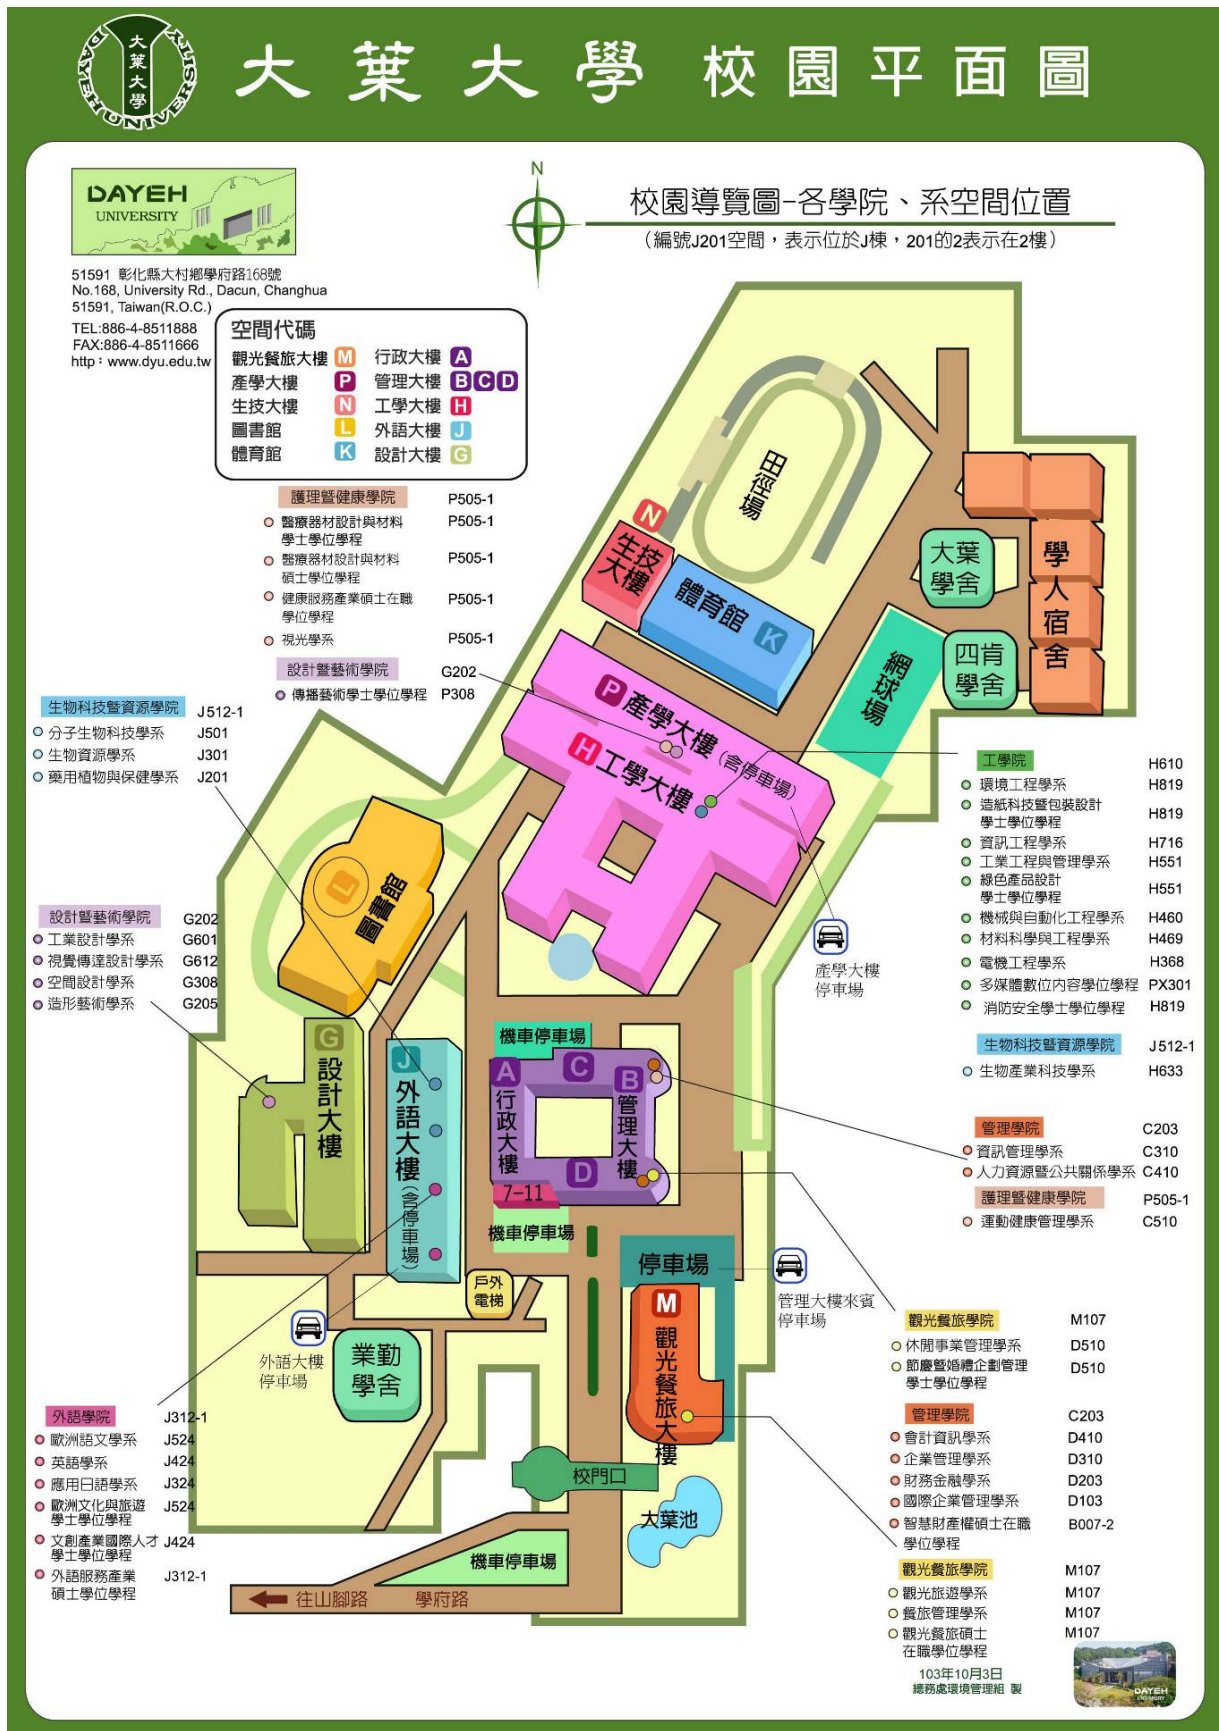 大葉大學
DAYEH UNIVERSITY
大葉大學 校園平面圖
DAYEH
UNIVERSITY
51591 彰化縣大村鄉學府路168號
No.168, University Rd., Dacun, Changhua
51591, Taiwan(R.O.C.)
TEL:886-4-8511888
FAX:886-4-8511666
http：www.dyu.edu.tw
N
校園導覽圖-各學院、系空間位置
（編號J201空間，表示位於J棟，201的2表示在2樓）
空間代碼
觀光餐旅大樓 M 行政大樓 A
產學大樓 P 管理大樓 B C D
生技大樓 N 工學大樓 H
圖書館 L 外語大樓 J
體育館 K 設計大樓 G
護理暨健康學院 P505-1
醫療器材設計與材料 P505-1
學士學位學程
醫療器材設計與材料 P505-1
碩士學位學程
健康服務產業碩士在職 P505-1
學位學程
視光學系 P505-1
設計暨藝術學院 G202
傳播藝術學士學位學程 P308
生物科技暨資源學院 J512-1
分子生物科技學系 J501
生物資源學系 J301
藥用植物與保健學系 J201
設計暨藝術學院 G202
工業設計學系 G601
視覺傳達設計學系 G612
空間設計學系 G308
造形藝術學系 G205
外語學院 J312-1
歐洲語文學系 J524
英語學系 J424
應用日語學系 J324
歐洲文化與旅遊 J524
學士學位學程
文創產業國際人才 J424
學士學位學程
外語服務產業 J312-1
碩士學位學程
田徑場
N
生技大樓
體育館 K
大葉學舍
四肯學舍
學人宿舍
網球場
P 產學大樓（含停車場）
H 工學大樓
L
圖書館
產學大樓
停車場
G
設計大樓
J
外語大樓（含停車場）
機車停車場
A
行政大樓
C
B
管理大樓
D
7-11
機車停車場
戶外電梯
停車場
管理大樓來賓
停車場
M
觀光餐旅大樓
外語大樓
停車場
業勤學舍
校門口
大葉池
機車停車場
往山腳路 學府路
工學院 H610
環境工程學系 H819
造紙科技暨包裝設計 H819
學士學位學程
資訊工程學系 H716
工業工程與管理學系 H551
綠色產品設計 H551
學士學位學程
機械與自動化工程學系 H460
材料科學與工程學系 H469
電機工程學系 H368
多媒體數位內容學位學程 PX301
消防安全學士學位學程 H819
生物科技暨資源學院 J512-1
生物產業科技學系 H633
管理學院 C203
資訊管理學系 C310
人力資源暨公共關係學系 C410
護理暨健康學院 P505-1
運動健康管理學系 C510
觀光餐旅學院 M107
休閒事業管理學系 D510
節慶暨婚禮企劃管理 D510
學士學位學程
管理學院 C203
會計資訊學系 D410
企業管理學系 D310
財務金融學系 D203
國際企業管理學系 D103
智慧財產權碩士在職 B007-2
學位學程
觀光餐旅學院 M107
觀光旅遊學系 M107
餐旅管理學系 M107
觀光餐旅碩士 M107
在職學位學程
103年10月3日
總務處環境管理組 製
DAYEH
UNIVERSITY